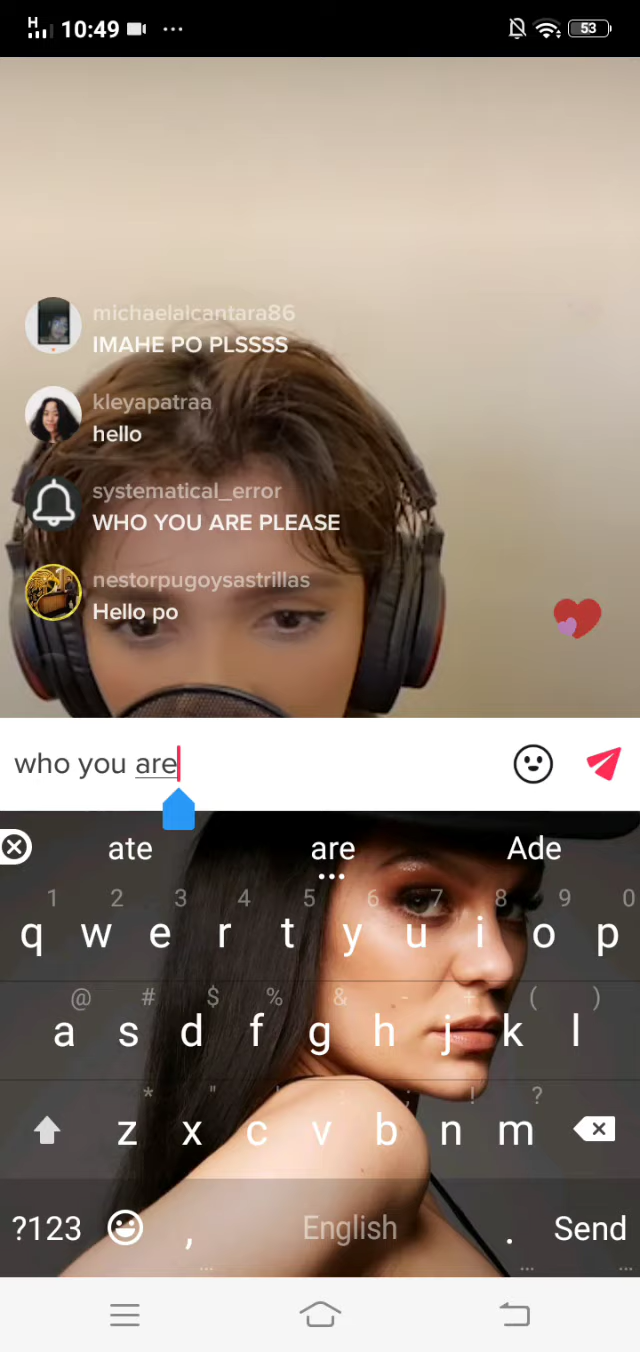 H
10:49
53
michaelalcantara86
IMAHE PO PLSSSS
kleyapatraa
hello
systematical_error
WHO YOU ARE PLEASE
nestorpugoysastrillas
Hello po
who you are
ate are Ade
1 2 3 4 5 6 7 8 9 0
q w e r t y u i o p
@ # $ % & - + ( )
a s d f g h j k l
* " ' : ; ! ?
z x c v b n m
?123 , English . Send